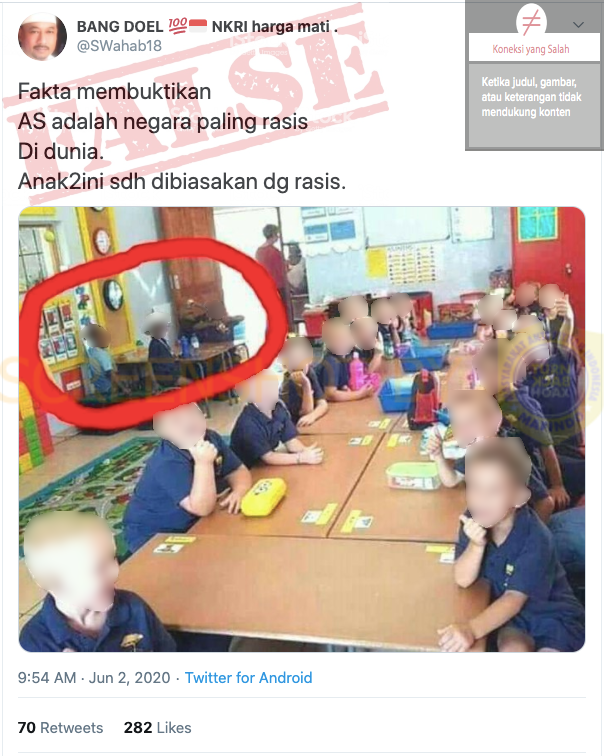 BANG DOEL 💯🇮🇩 NKRI harga mati .
@SWahab18
≠
Koneksi yang Salah
Ketika judul, gambar,
atau keterangan tidak
mendukung konten
FALSE
Fakta membuktikan
AS adalah negara paling rasis
Di dunia.
Anak2ini sdh dibiasakan dg rasis.
9:54 AM · Jun 2, 2020 · Twitter for Android
70 Retweets 282 Likes